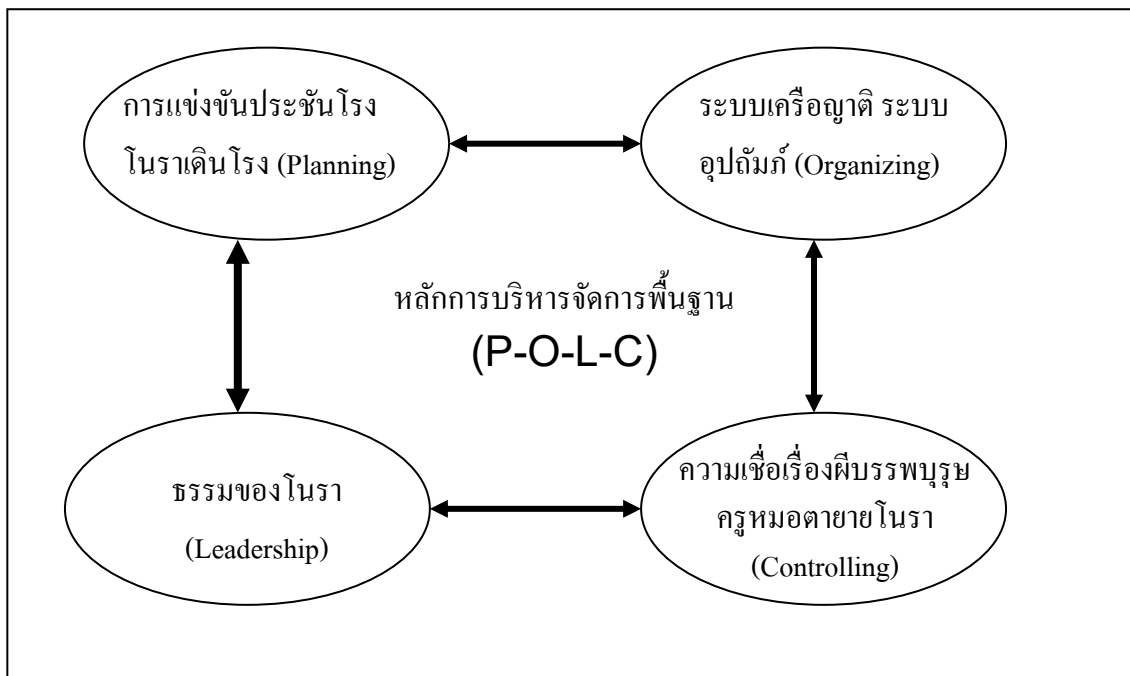 การแข่งขันประชันโรง
โนราเดินโรง (Planning)
ระบบเครือญาติ ระบบ
อุปถัมภ์ (Organizing)
หลักการบริหารจัดการพื้นฐาน
(P-O-L-C)
ธรรมของโนรา
(Leadership)
ความเชื่อเรื่องผีบรรพบุรุษ
ครูหมอตายายโนรา
(Controlling)